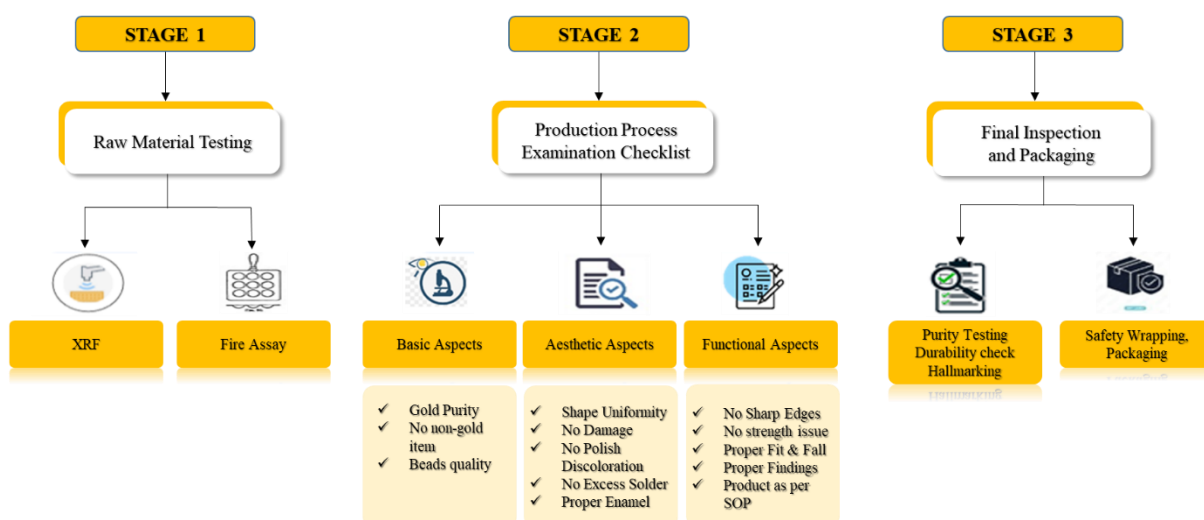 STAGE 1
STAGE 2
STAGE 3
Raw Material Testing
Production Process
Examination Checklist
Final Inspection
and Packaging
XRF
Fire Assay
Basic Aspects
Aesthetic Aspects
Functional Aspects
Purity Testing
Durability check
Hallmarking
Safety Wrapping,
Packaging
✓ Gold Purity
✓ No non-gold
item
✓ Beads quality
✓ Shape Uniformity
✓ No Damage
✓ No Polish
Discoloration
✓ No Excess Solder
✓ Proper Enamel
✓ No Sharp Edges
✓ No strength issue
✓ Proper Fit & Fall
✓ Proper Findings
✓ Product as per
SOP